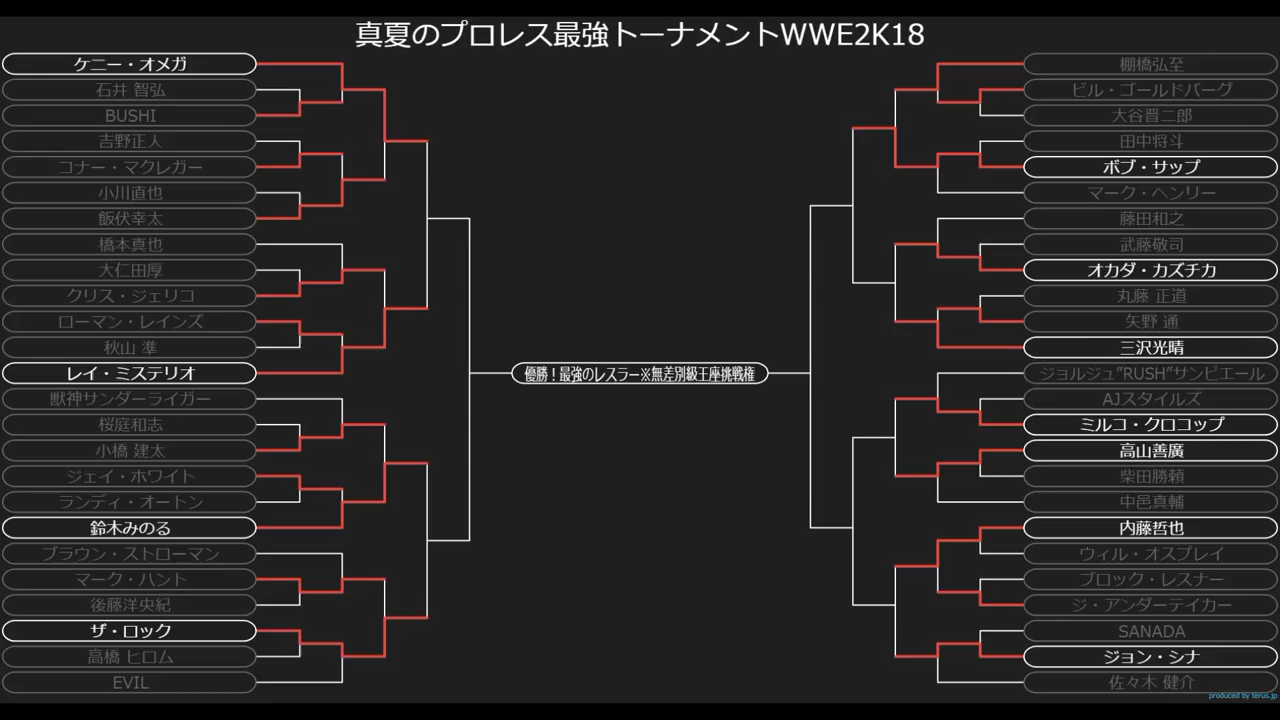 真夏のプロレス最強トーナメントWWE2K18
ケニー・オメガ
石井 智弘
BUSHI
吉野正人
コナー・マクレガー
小川直也
飯伏幸太
橋本真也
大仁田厚
クリス・ジェリコ
ローマン・レインズ
秋山 準
レイ・ミステリオ
獣神サンダーライガー
桜庭和志
小橋 建太
ジェイ・ホワイト
ランディ・オートン
鈴木みのる
ブラウン・ストローマン
マーク・ハント
後藤洋央紀
ザ・ロック
高橋 ヒロム
EVIL
優勝！最強のレスラー※無差別級王座挑戦権
棚橋弘至
ビル・ゴールドバーグ
大谷晋二郎
田中将斗
ボブ・サップ
マーク・ヘンリー
藤田和之
武藤敬司
オカダ・カズチカ
丸藤 正道
矢野 通
三沢光晴
ジョルジュ"RUSH"サンピエール
AJスタイルズ
ミルコ・クロコップ
高山善廣
柴田勝頼
中邑真輔
内藤哲也
ウィル・オスプレイ
ブロック・レスナー
ジ・アンダーテイカー
SANADA
ジョン・シナ
佐々木 健介
produced by terus.jp